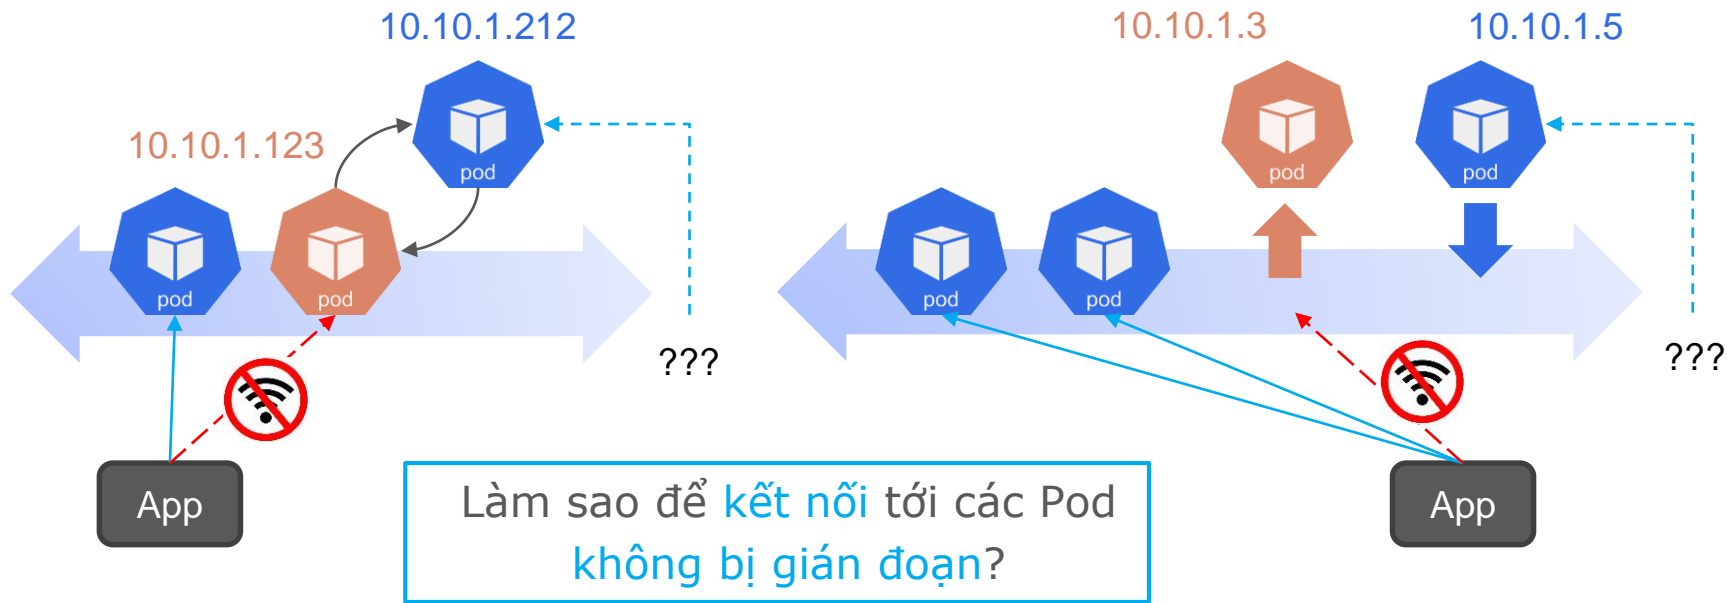 10.10.1.212
10.10.1.123
pod
pod
pod
???
App
10.10.1.3
10.10.1.5
pod
pod
pod
pod
???
App
Làm sao để kết nối tới các Pod
không bị gián đoạn?